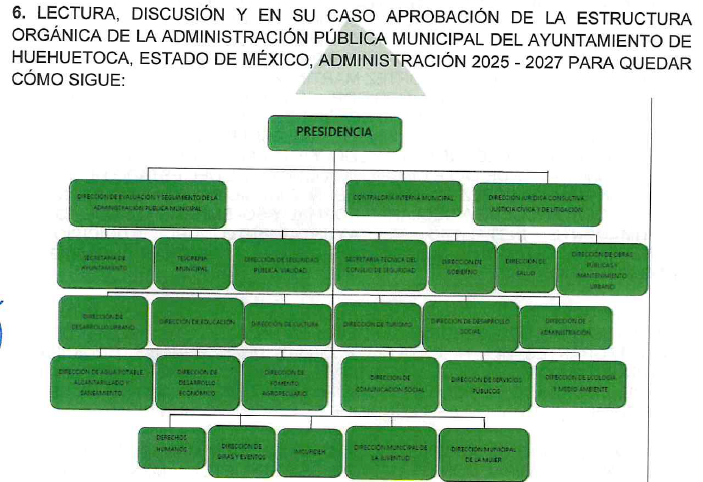 6. LECTURA, DISCUSIÓN Y EN SU CASO APROBACIÓN DE LA ESTRUCTURA
ORGÁNICA DE LA ADMINISTRACIÓN PÚBLICA MUNICIPAL DEL AYUNTAMIENTO DE
HUEHUETOCA, ESTADO DE MÉXICO, ADMINISTRACIÓN 2025 - 2027 PARA QUEDAR
CÓMO SIGUE:
PRESIDENCIA
DIRECCIÓN DE EVALUACIÓN Y SEGUIMIENTO DE LA
ADMINISTRACIÓN PÚBLICA MUNICIPAL
CONTRALORÍA INTERNA MUNICIPAL
DIRECCIÓN JURÍDICA CONSULTIVA,
JUSTICIA CÍVICA Y DE LITIGACIÓN
SECRETARÍA DE
AYUNTAMIENTO
TESORERÍA
MUNICIPAL
DIRECCIÓN DE SEGURIDAD
PÚBLICA, VIALIDAD
SECRETARÍA TÉCNICA DEL
CONSEJO DE SEGURIDAD
DIRECCIÓN DE
GOBIERNO
DIRECCIÓN DE
SALUD
DIRECCIÓN DE OBRAS
PÚBLICAS Y
MANTENIMIENTO
URBANO
DIRECCIÓN DE
DESARROLLO URBANO
DIRECCIÓN DE EDUCACIÓN
DIRECCIÓN DE CULTURA
DIRECCIÓN DE TURISMO
DIRECCIÓN DE DESARROLLO
SOCIAL
DIRECCIÓN DE
ADMINISTRACIÓN
DIRECCIÓN DE AGUA POTABLE,
ALCANTARILLADO Y
SANEAMIENTO
DIRECCIÓN DE
DESARROLLO
ECONÓMICO
DIRECCIÓN DE
FOMENTO
AGROPECUARIO
DIRECCIÓN DE
COMUNICACIÓN SOCIAL
DIRECCIÓN DE SERVICIOS
PÚBLICOS
DIRECCIÓN DE ECOLOGÍA
Y MEDIO AMBIENTE
DERECHOS
HUMANOS
DIRECCIÓN DE
GIRAS Y EVENTOS
DIRECCIÓN MUNICIPAL DE
LA JUVENTUD
DIRECCIÓN MUNICIPAL
DE LA MUJER